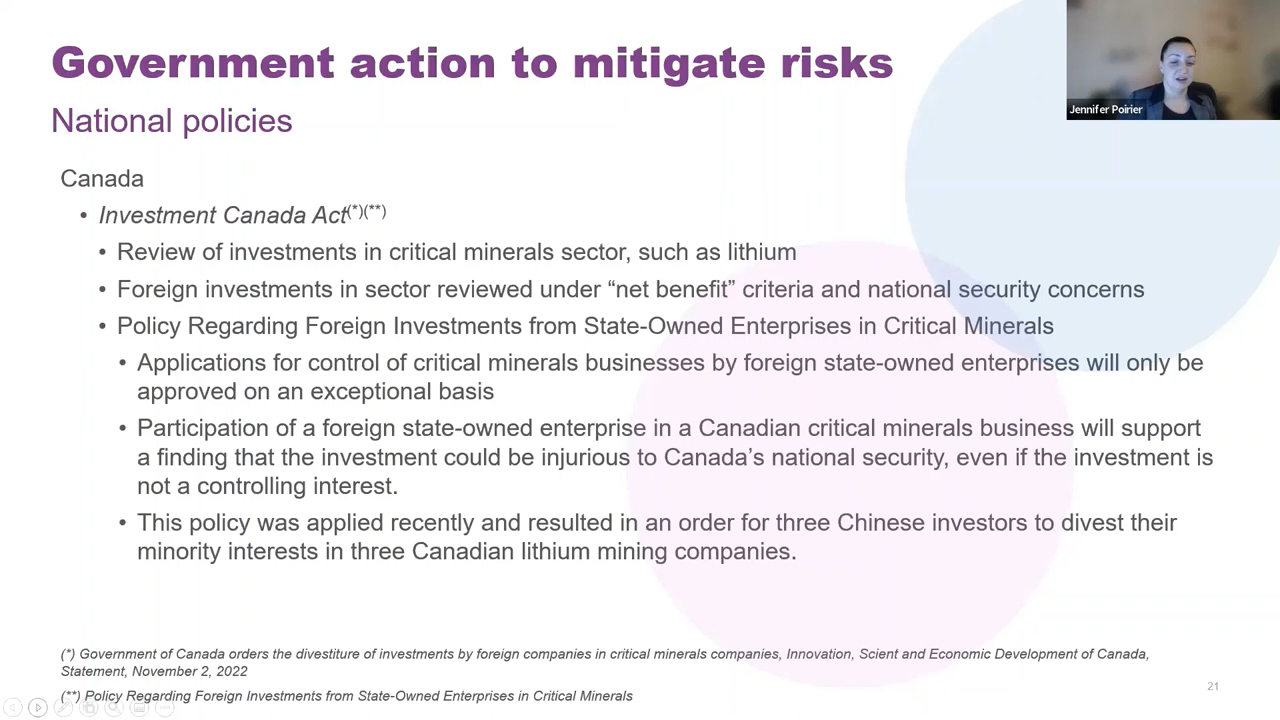 Government action to mitigate risks
Jennifer Poirier
National policies
Canada
• Investment Canada Act(*)(**)
• Review of investments in critical minerals sector, such as lithium
• Foreign investments in sector reviewed under “net benefit” criteria and national security concerns
• Policy Regarding Foreign Investments from State-Owned Enterprises in Critical Minerals
• Applications for control of critical minerals businesses by foreign state-owned enterprises will only be
approved on an exceptional basis
• Participation of a foreign state-owned enterprise in a Canadian critical minerals business will support
a finding that the investment could be injurious to Canada’s national security, even if the investment is
not a controlling interest.
• This policy was applied recently and resulted in an order for three Chinese investors to divest their
minority interests in three Canadian lithium mining companies.
(*) Government of Canada orders the divestiture of investments by foreign companies in critical minerals companies, Innovation, Scient and Economic Development of Canada,
Statement, November 2, 2022
(**) Policy Regarding Foreign Investments from State-Owned Enterprises in Critical Minerals
21